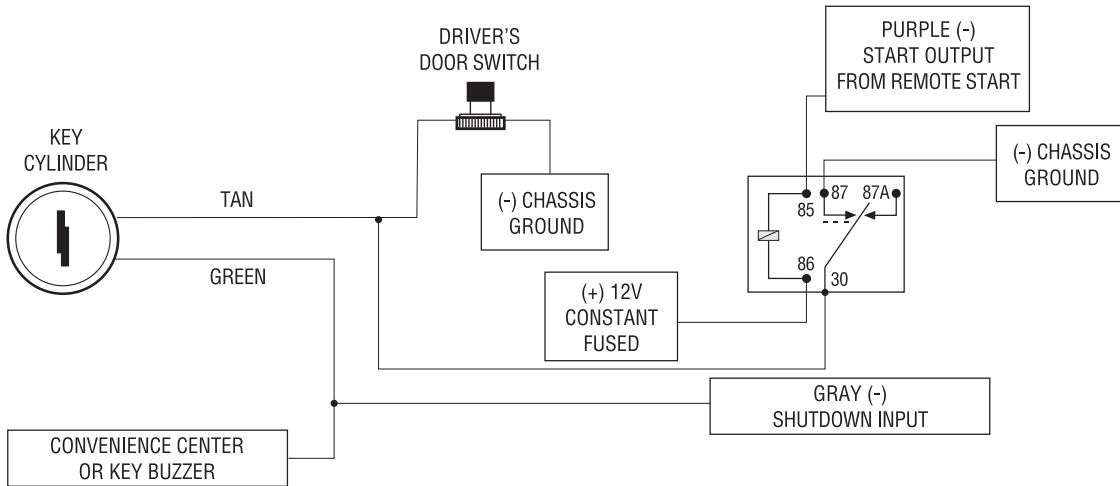 PURPLE (-)
START OUTPUT
FROM REMOTE START
DRIVER'S
DOOR SWITCH
KEY
CYLINDER
(-) CHASSIS
GROUND
TAN
(-) CHASSIS
GROUND
87
87A
85
86
30
GREEN
(+) 12V
CONSTANT
FUSED
GRAY (-)
SHUTDOWN INPUT
CONVENIENCE CENTER
OR KEY BUZZER